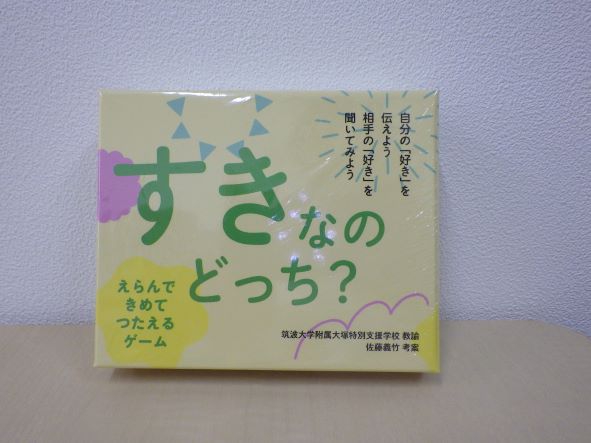 自分の「好き」を
伝えよう
相手の「好き」を
聞いてみよう
すきなの
どっち？
えらんで
きめて
つたえる
ゲーム
筑波大学附属大塚特別支援学校 教諭
佐藤義竹 考案